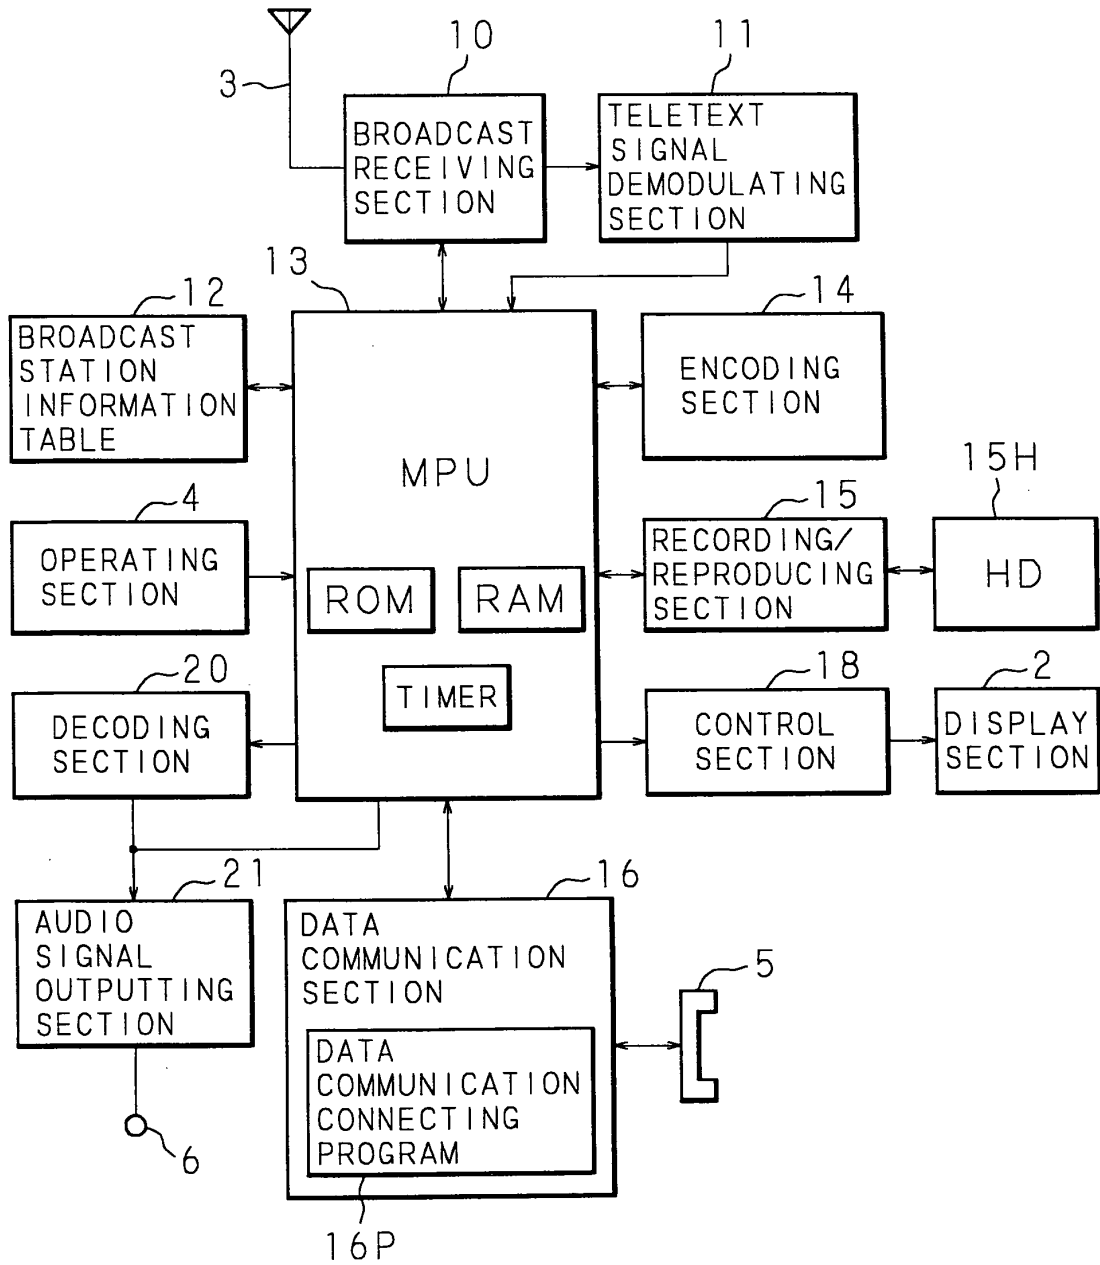 3
10
BROADCAST
RECEIVING
SECTION
11
TELETEXT
SIGNAL
DEMODULATING
SECTION
13
12
BROADCAST
STATION
INFORMATION
TABLE
14
ENCODING
SECTION
MPU
ROM
RAM
TIMER
4
OPERATING
SECTION
15
RECORDING/
REPRODUCING
SECTION
15H
HD
20
DECODING
SECTION
18
CONTROL
SECTION
2
DISPLAY
SECTION
21
AUDIO
SIGNAL
OUTPUTTING
SECTION
6
16
DATA
COMMUNICATION
SECTION
DATA
COMMUNICATION
CONNECTING
PROGRAM
16P
5